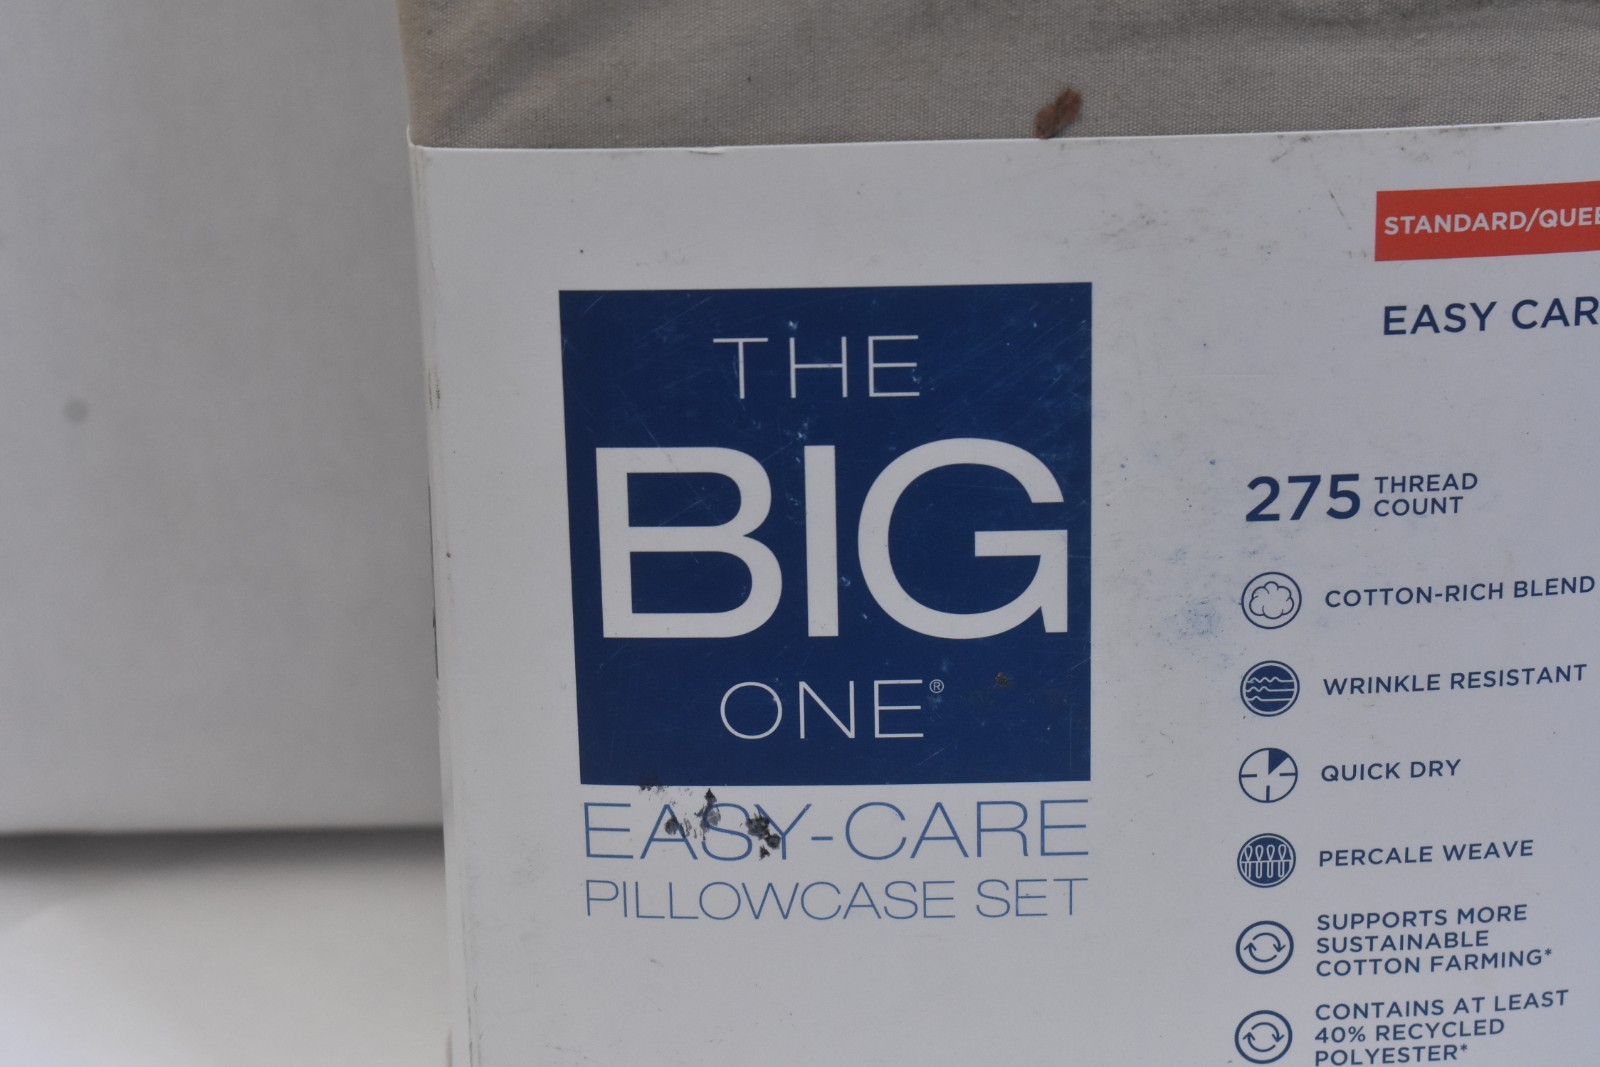 THE
BIG
ONE®
EASY-CARE
PILLOWCASE SET
STANDARD/QUEE
EASY CAR
275 THREAD
COUNT
COTTON-RICH BLEND
WRINKLE RESISTANT
QUICK DRY
PERCALE WEAVE
SUPPORTS MORE
SUSTAINABLE
COTTON FARMING*
CONTAINS AT LEAST
40% RECYCLED
POLYESTER*